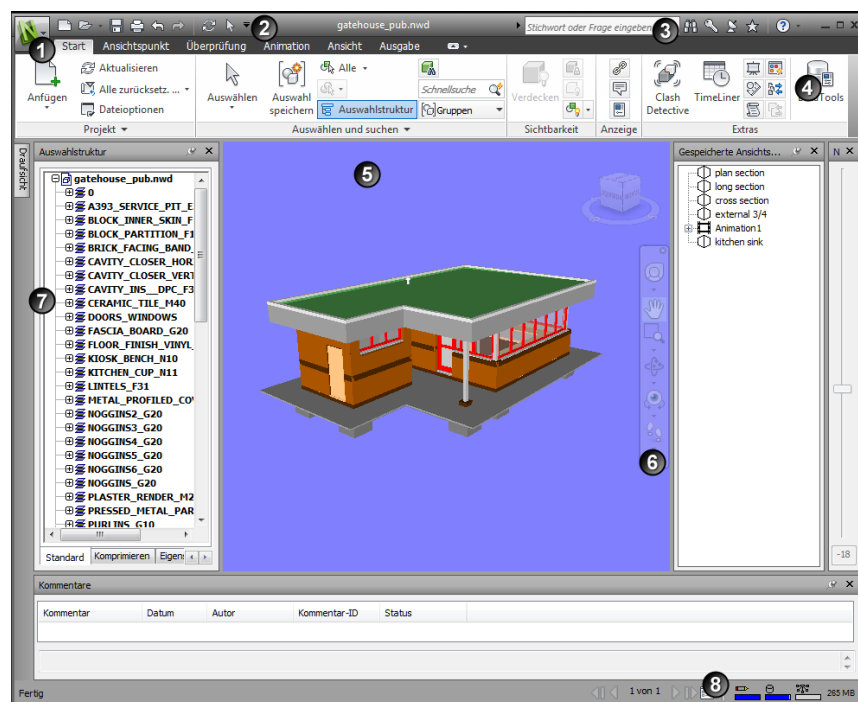 gatehouse_pub.nwd
Stichwort oder Frage eingeben
1
2
3
Start Ansichtspunkt Überprüfung Animation Ansicht Ausgabe
Anfügen
Aktualisieren
Alle zurücksetz. ...
Dateioptionen
Projekt
Auswählen
Auswahl speichern
Alle
Schnellsuche
Auswahlstruktur
Gruppen
Auswählen und suchen
Verdecken
Sichtbarkeit
Anzeige
Clash Detective
TimeLiner
4
Extras
Draufsicht
Auswahlstruktur
gatehouse_pub.nwd
0
A393_SERVICE_PIT_E
BLOCK_INNER_SKIN_F
BLOCK_PARTITION_F1
BRICK_FACING_BAND_
CAVITY_CLOSER_HOR
CAVITY_CLOSER_VERT
CAVITY_INS__DPC_F3
7
CERAMIC_TILE_M40
DOORS_WINDOWS
FASCIA_BOARD_G20
FLOOR_FINISH_VINYL_
KIOSK_BENCH_N10
KITCHEN_CUP_N11
LINTELS_F31
METAL_PROFILED_CO
NOGGINS2_G20
NOGGINS3_G20
NOGGINS4_G20
NOGGINS5_G20
NOGGINS6_G20
NOGGINS_G20
PLASTER_RENDER_M2
PRESSED_METAL_PAR
PURLINS_G10
Standard Komprimieren Eigens
5
6
Gespeicherte Ansichts...
N
plan section
long section
cross section
external 3/4
Animation1
kitchen sink
-18
Kommentare
Kommentar Datum Autor Kommentar-ID Status
Fertig
1 von 1
8
265 MB